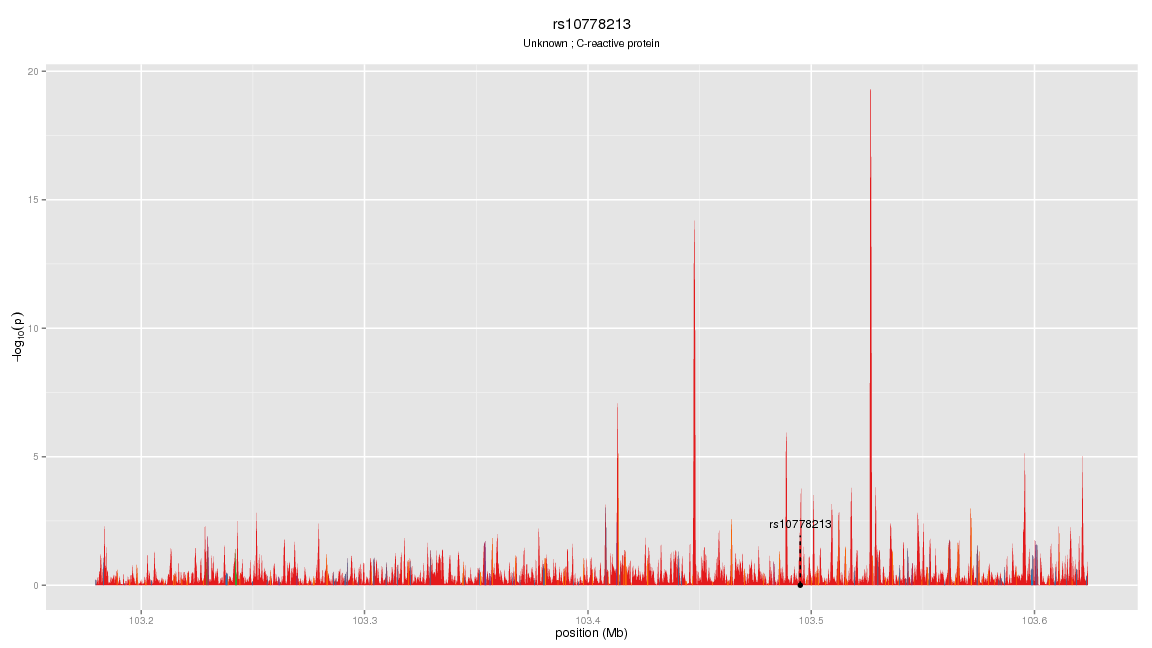 rs10778213
Unknown ; C-reactive protein
20
15
10
5
0
−log10(p)
rs10778213
103.2
103.3
103.4
103.5
103.6
position (Mb)